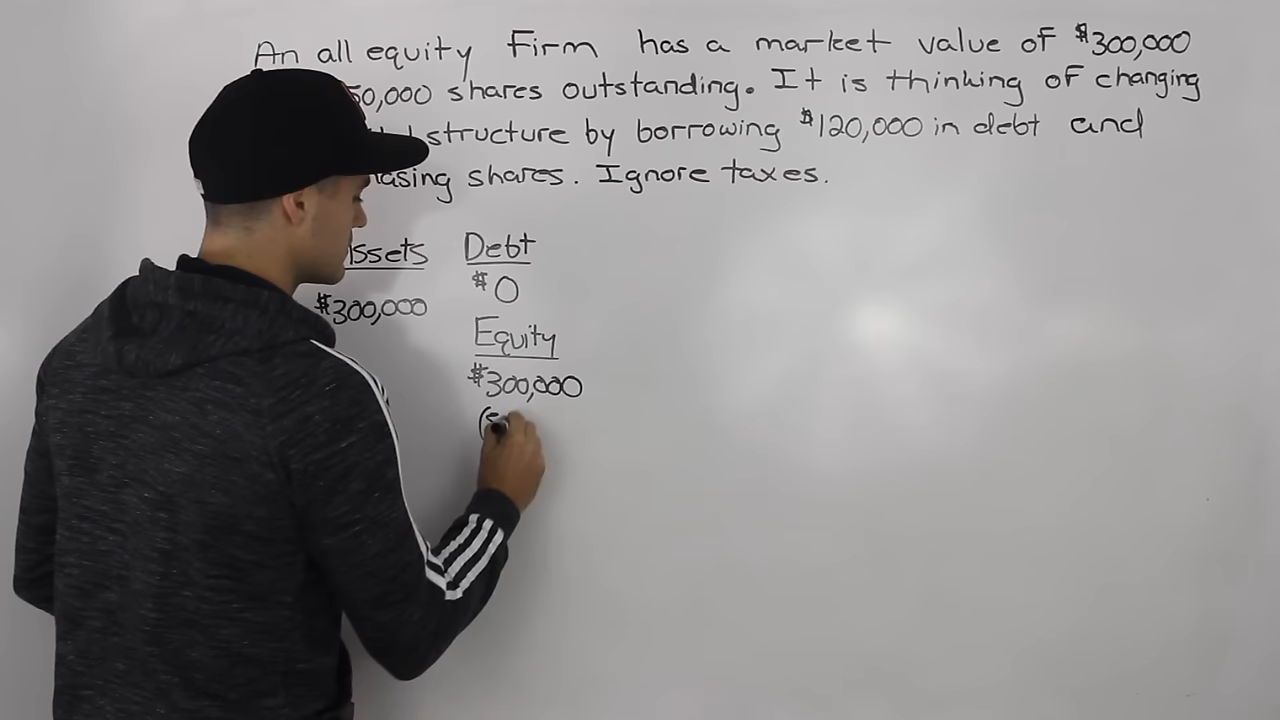 An all equity Firm has a market value of $300,000
50,000 shares outstanding. It is thinking of changing
structure by borrowing $120,000 in debt and
shares. Ignore taxes.
Assets Debt
$300,000 $0
Equity
$300,000